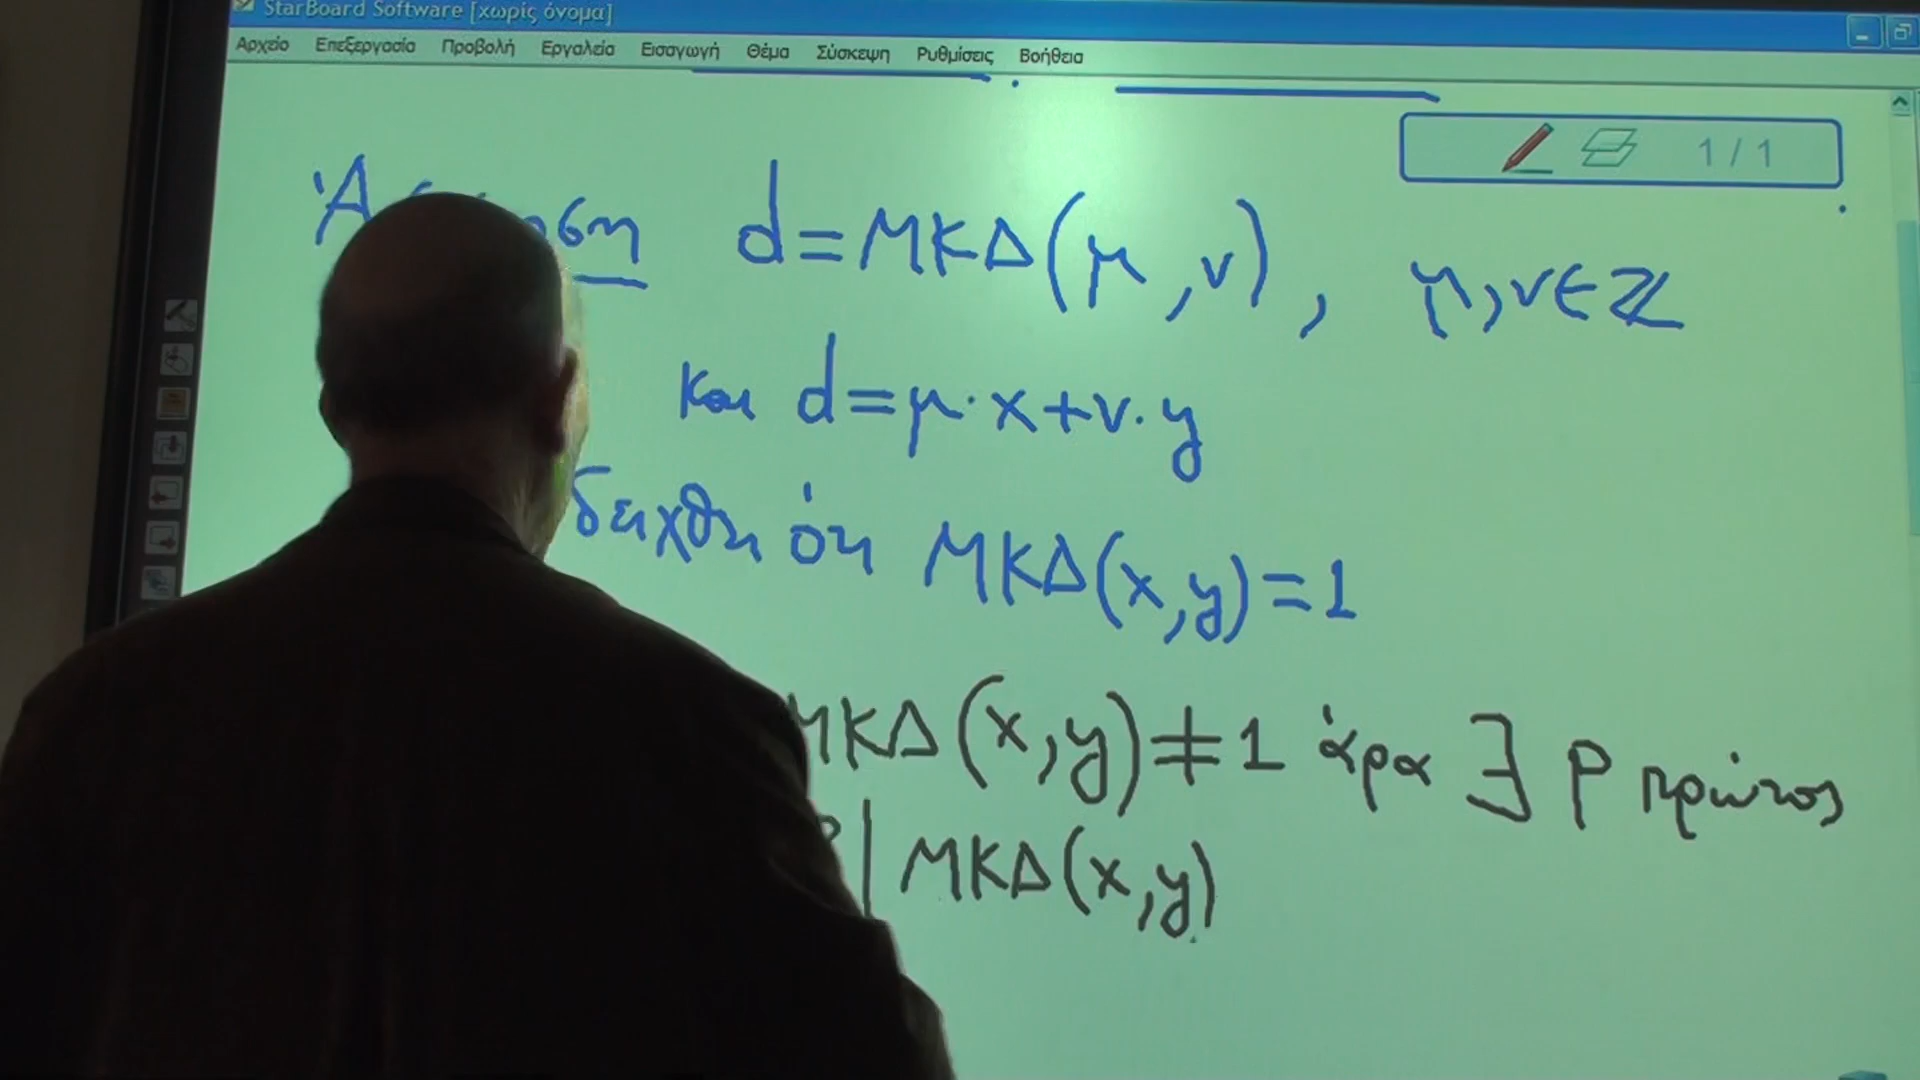 StarBoard Software [χωρίς όνομα]
Αρχείο Επεξεργασία Προβολή Εργαλεία Εισαγωγή Θέμα Σύσκεψη Ρυθμίσεις Βοήθεια
1 / 1
d=ΜΚΔ(μ,ν), μ,ν∈ℤ
και d=μ·x+ν·y
δειχθη ότι ΜΚΔ(x,y)=1
ΜΚΔ(x,y)≠1 άρα ∃ p πρώτος
| ΜΚΔ(x,y)